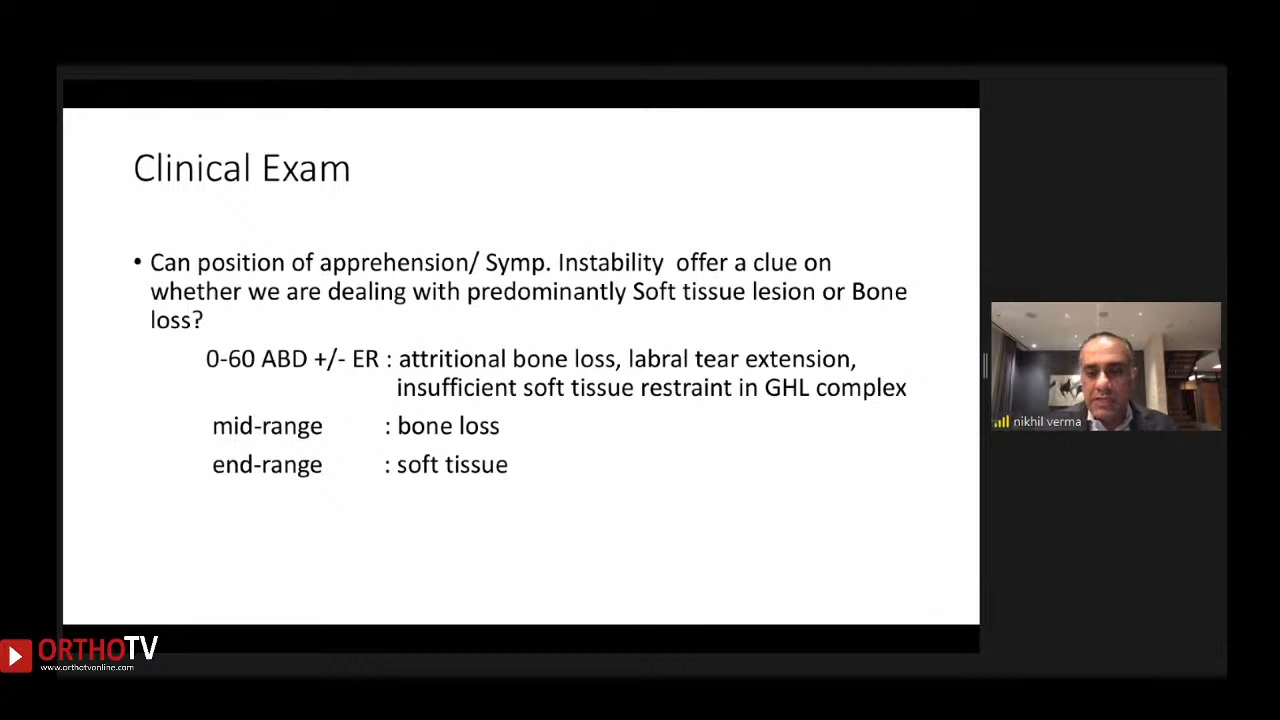 Clinical Exam
• Can position of apprehension/ Symp. Instability offer a clue on
whether we are dealing with predominantly Soft tissue lesion or Bone
loss?
0-60 ABD +/- ER : attritional bone loss, labral tear extension,
insufficient soft tissue restraint in GHL complex
mid-range : bone loss
end-range : soft tissue
nikhil verma
ORTHOTV
www.orthotvonline.com